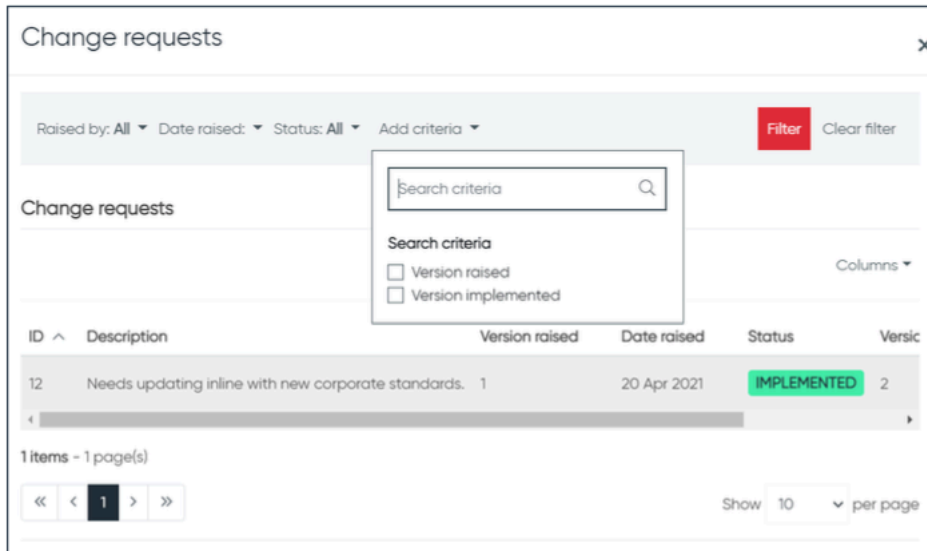 Change requests
Raised by: All Date raised: Status: All Add criteria Filter Clear filter
Search criteria
Change requests
Search criteria
Columns
Version raised
Version implemented
ID Description Version raised Date raised Status Versic
12 Needs updating inline with new corporate standards. 1 20 Apr 2021 IMPLEMENTED 2
1 items - 1 page(s)
« < 1 > » Show 10 per page